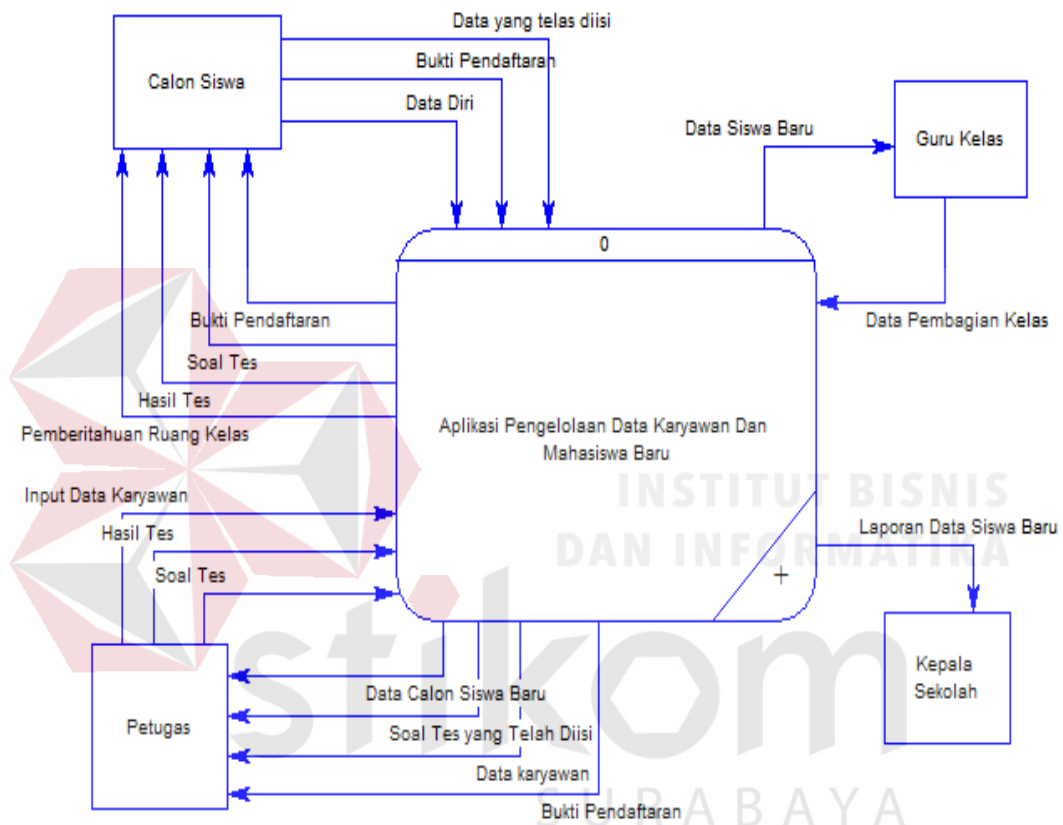 Data yang telas diisi
Bukti Pendaftaran
Data Diri
Calon Siswa
Data Siswa Baru
Guru Kelas
0
Bukti Pendaftaran
Soal Tes
Hasil Tes
Pemberitahuan Ruang Kelas
Data Pembagian Kelas
Aplikasi Pengelolaan Data Karyawan Dan
Mahasiswa Baru
INSTITUT BISNIS
DAN INFORMATIKA
Input Data Karyawan
Hasil Tes
Soal Tes
Laporan Data Siswa Baru
+
stikom
SURABAYA
Petugas
Data Calon Siswa Baru
Soal Tes yang Telah Diisi
Data karyawan
Bukti Pendaftaran
Kepala
Sekolah